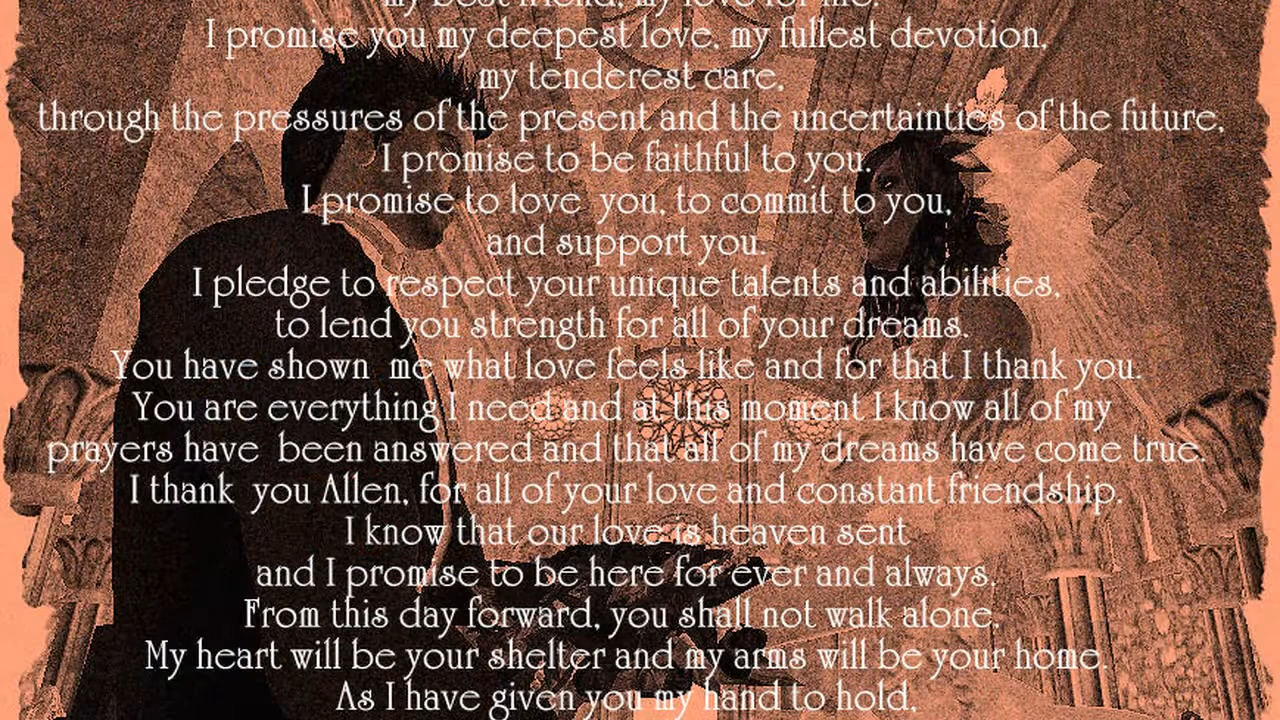 my best friend, my love for life.
I promise you my deepest love, my fullest devotion,
my tenderest care,
through the pressures of the present and the uncertainties of the future,
I promise to be faithful to you.
I promise to love you, to commit to you,
and support you.
I pledge to respect your unique talents and abilities,
to lend you strength for all of your dreams.
You have shown me what love feels like and for that I thank you.
You are everything I need and at this moment I know all of my
prayers have been answered and that all of my dreams have come true.
I thank you Allen, for all of your love and constant friendship.
I know that our love is heaven sent
and I promise to be here for ever and always.
From this day forward, you shall not walk alone,
My heart will be your shelter and my arms will be your home.
As I have given you my hand to hold,